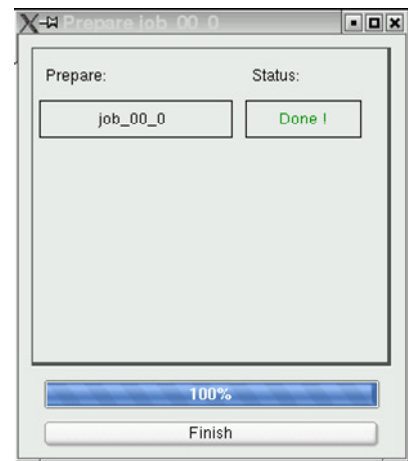 Prepare job_00_0
Prepare: Status:
job_00_0 Done !
100%
Finish